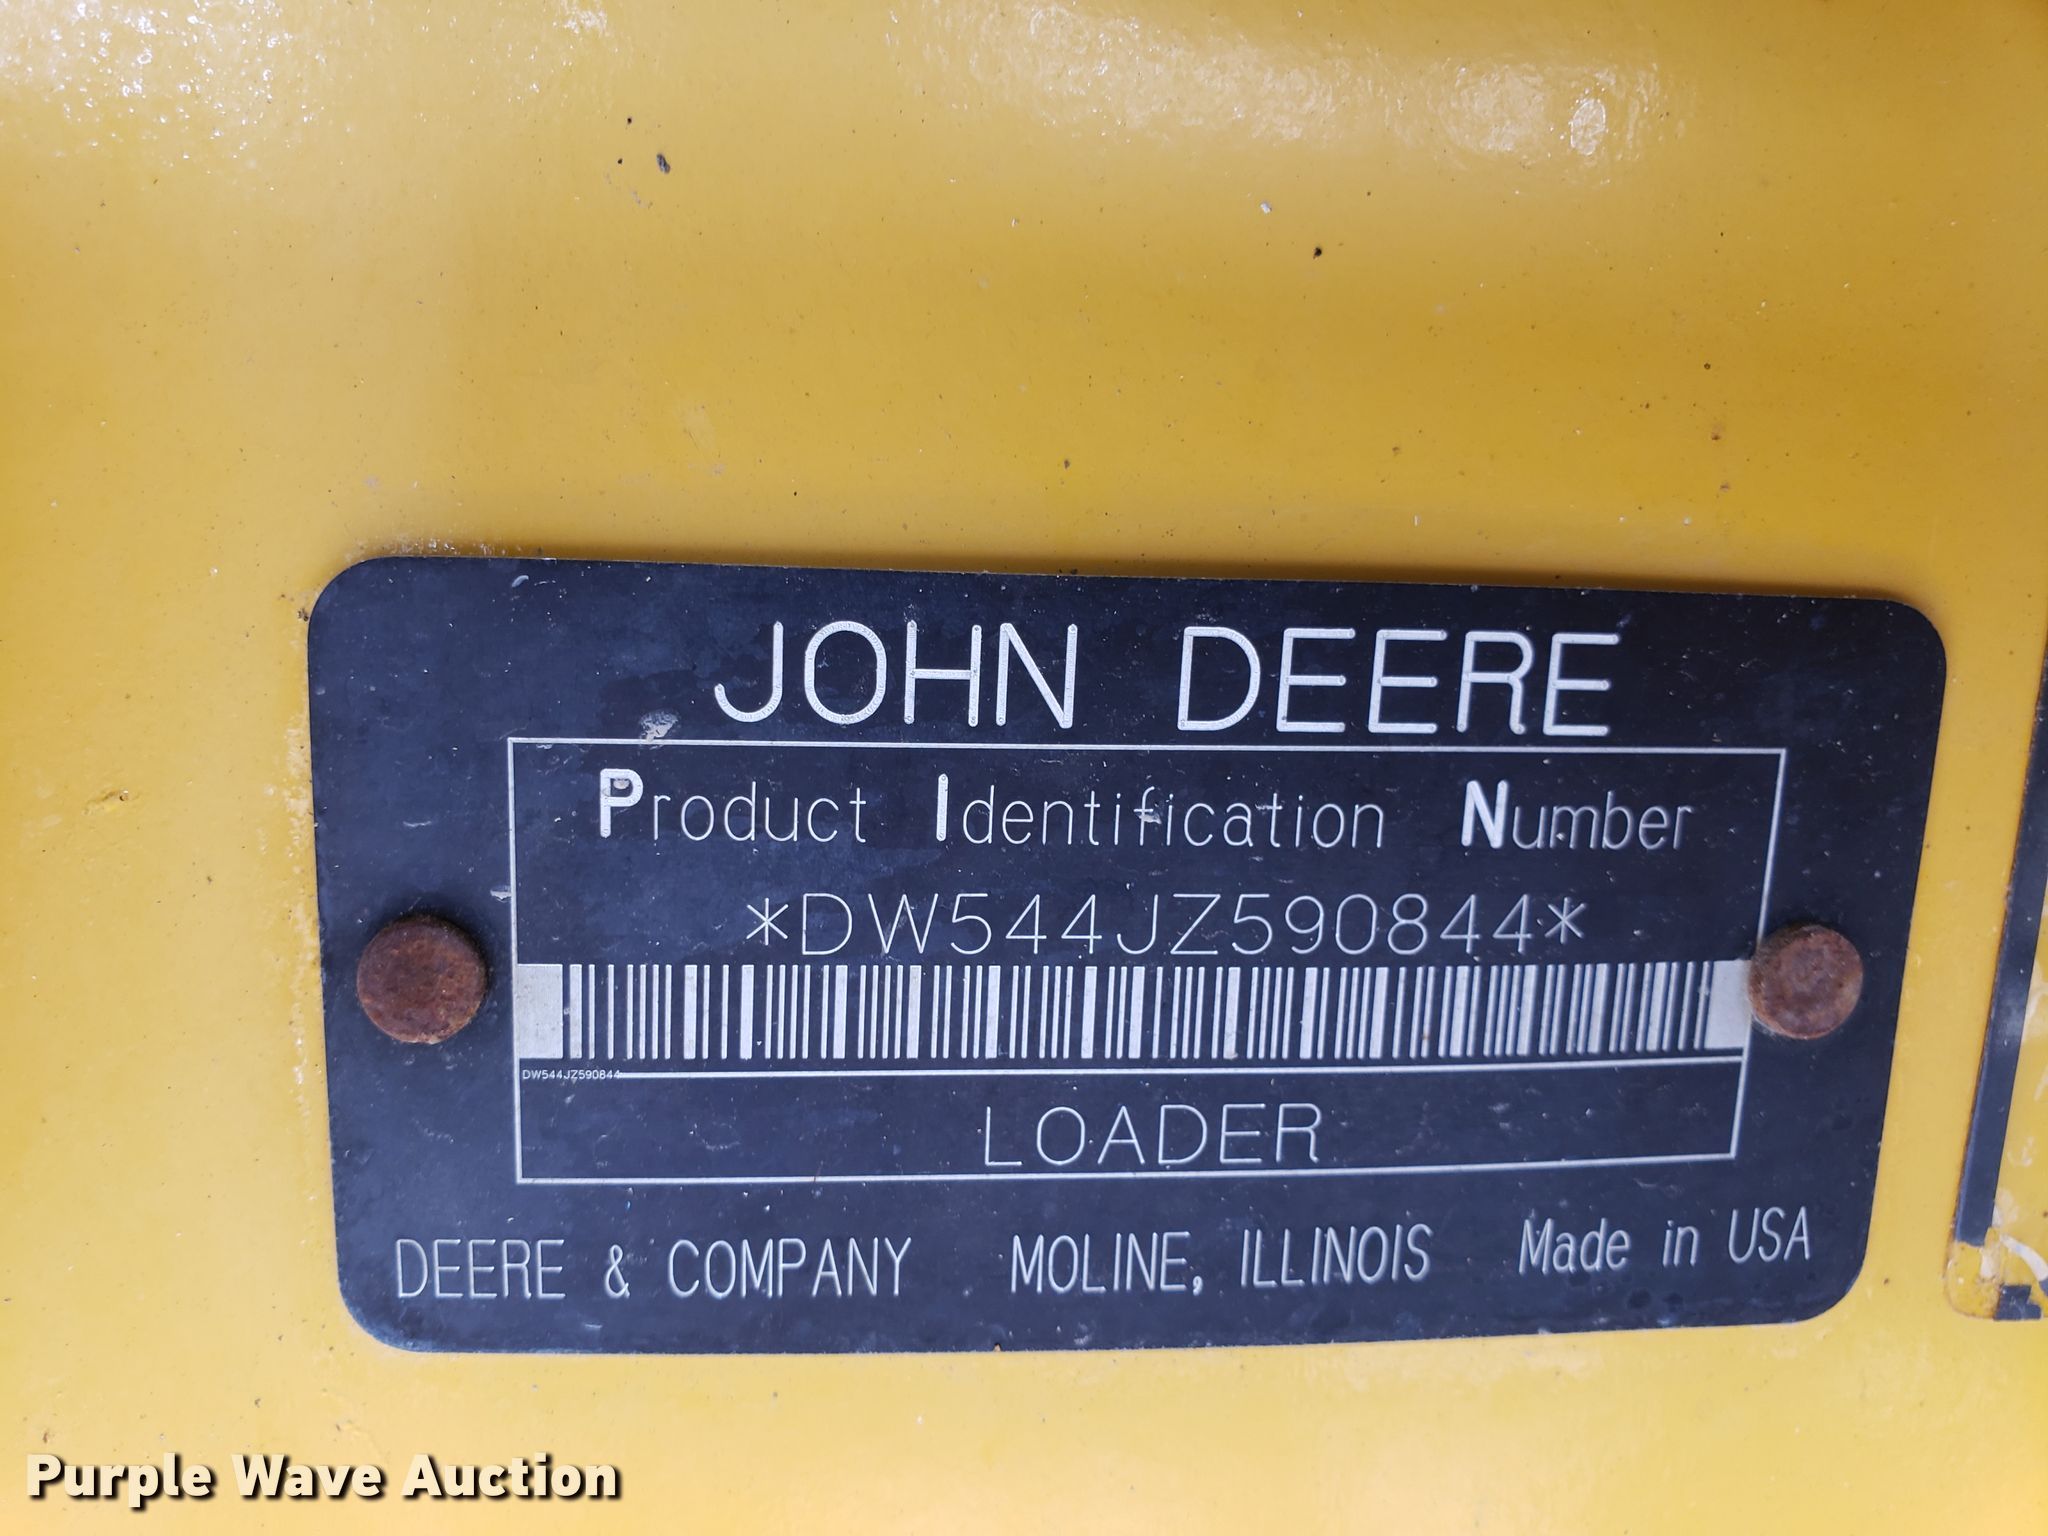 JOHN DEERE
Product Identification Number
*DW544JZ590844*
DW544JZ590844
LOADER
DEERE & COMPANY MOLINE, ILLINOIS Made in USA
Purple Wave Auction